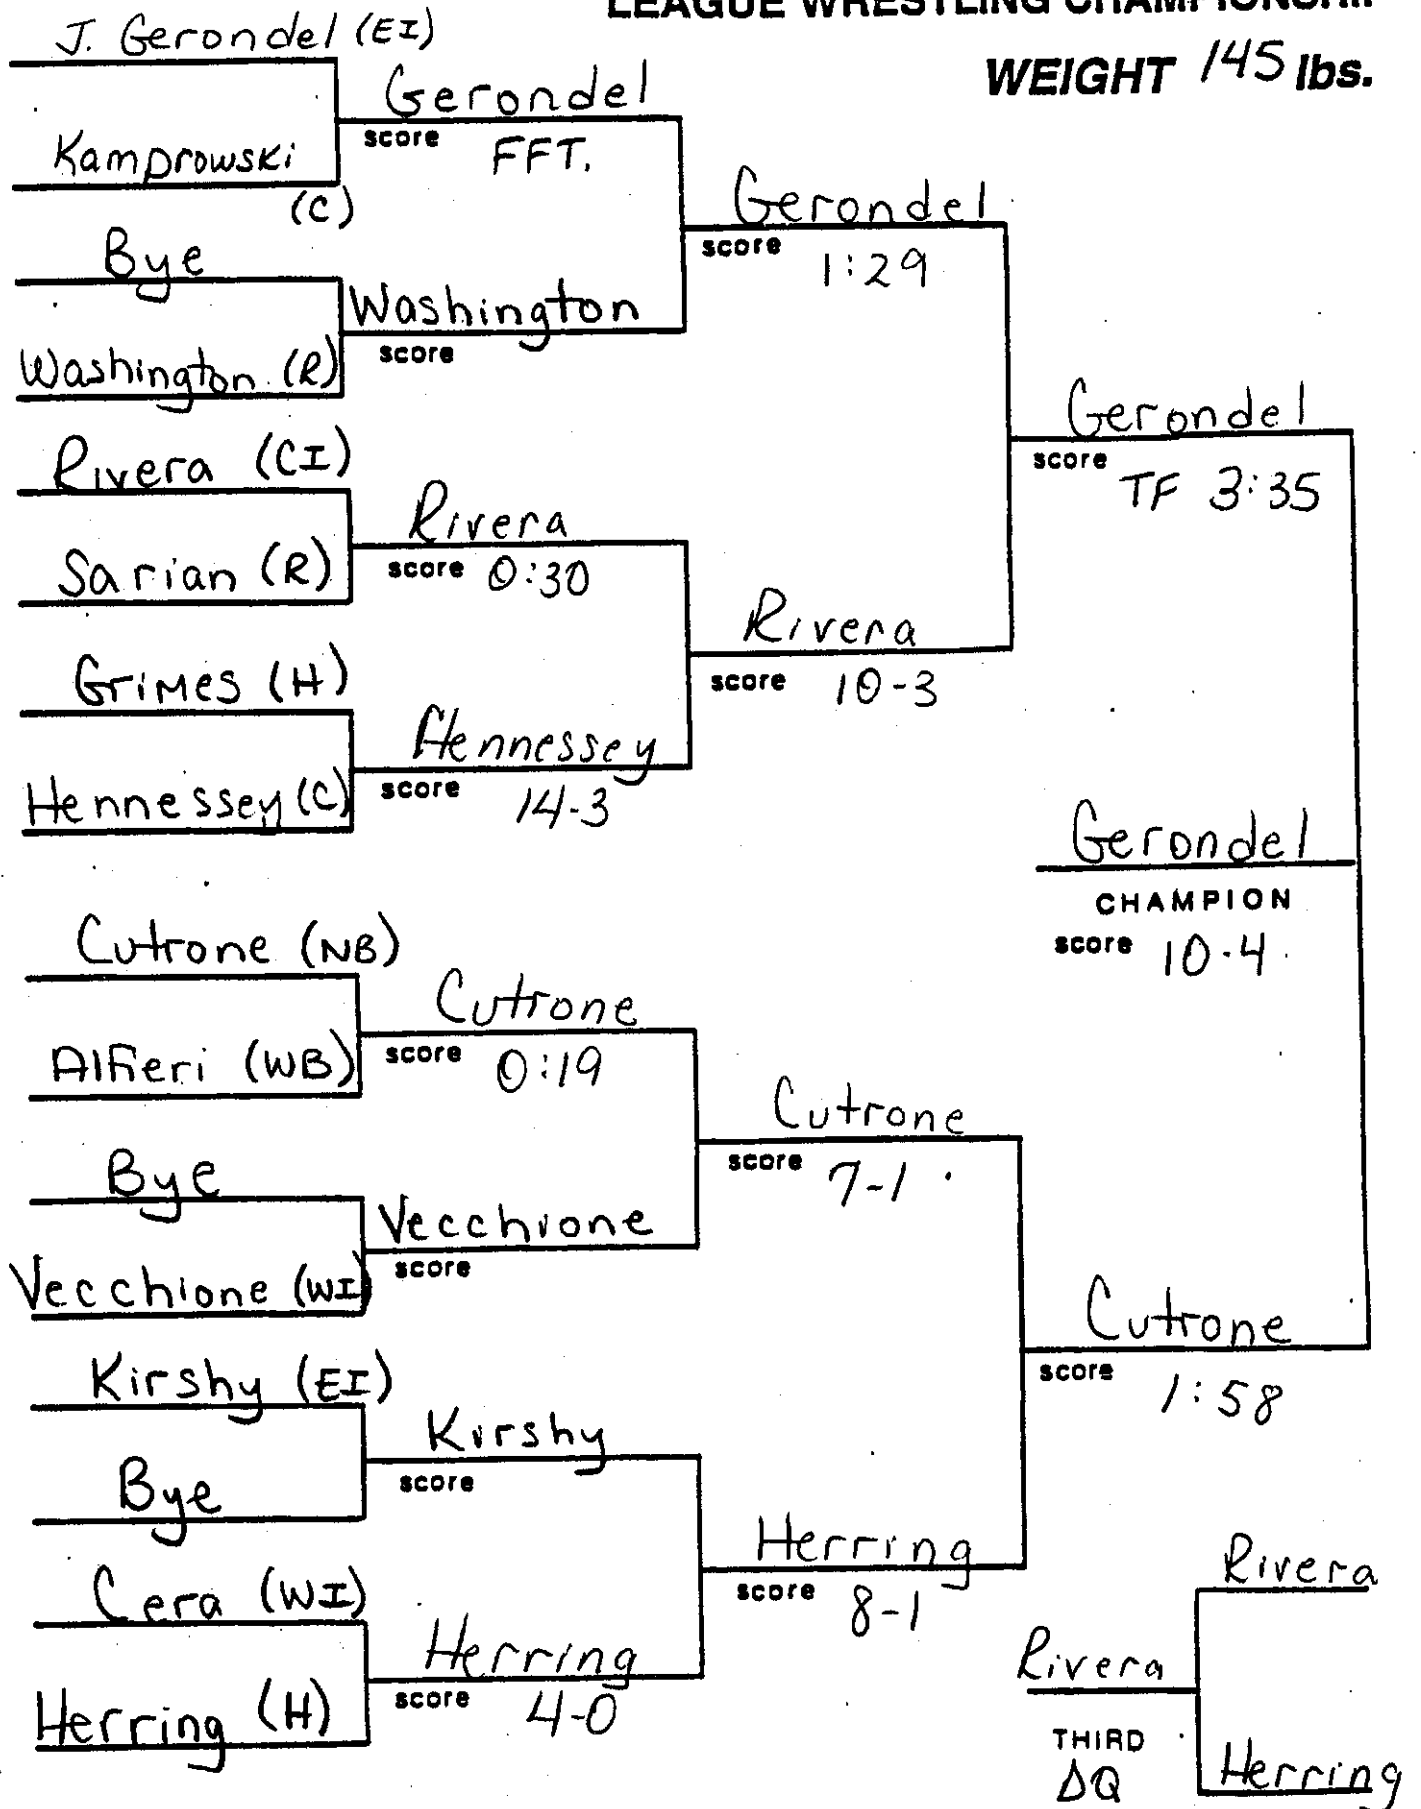 LEAGUE WRESTLING CHAMPIONSHIP
WEIGHT 145 lbs.
J. Gerondel (EI)
Gerondel
score FFT.
Kamprowski
(C)
Gerondel
score 1:29
Bye
Washington
score
Washington (R)
Gerondel
score TF 3:35
Rivera (CI)
Rivera
score 0:30
Sarian (R)
Rivera
score 10-3
Grimes (H)
Hennessey
score 14-3
Hennessey (C)
Gerondel
CHAMPION
score 10-4
Cutrone (NB)
Cutrone
score 0:19
Alfieri (WB)
Cutrone
score 7-1
Bye
Vecchione
score
Vecchione (WI)
Cutrone
score 1:58
Kirshy (EI)
Kirshy
score
Bye
Herring
score 8-1
Cera (WI)
Herring
score 4-0
Herring (H)
Rivera
Rivera
THIRD
DQ
Herring